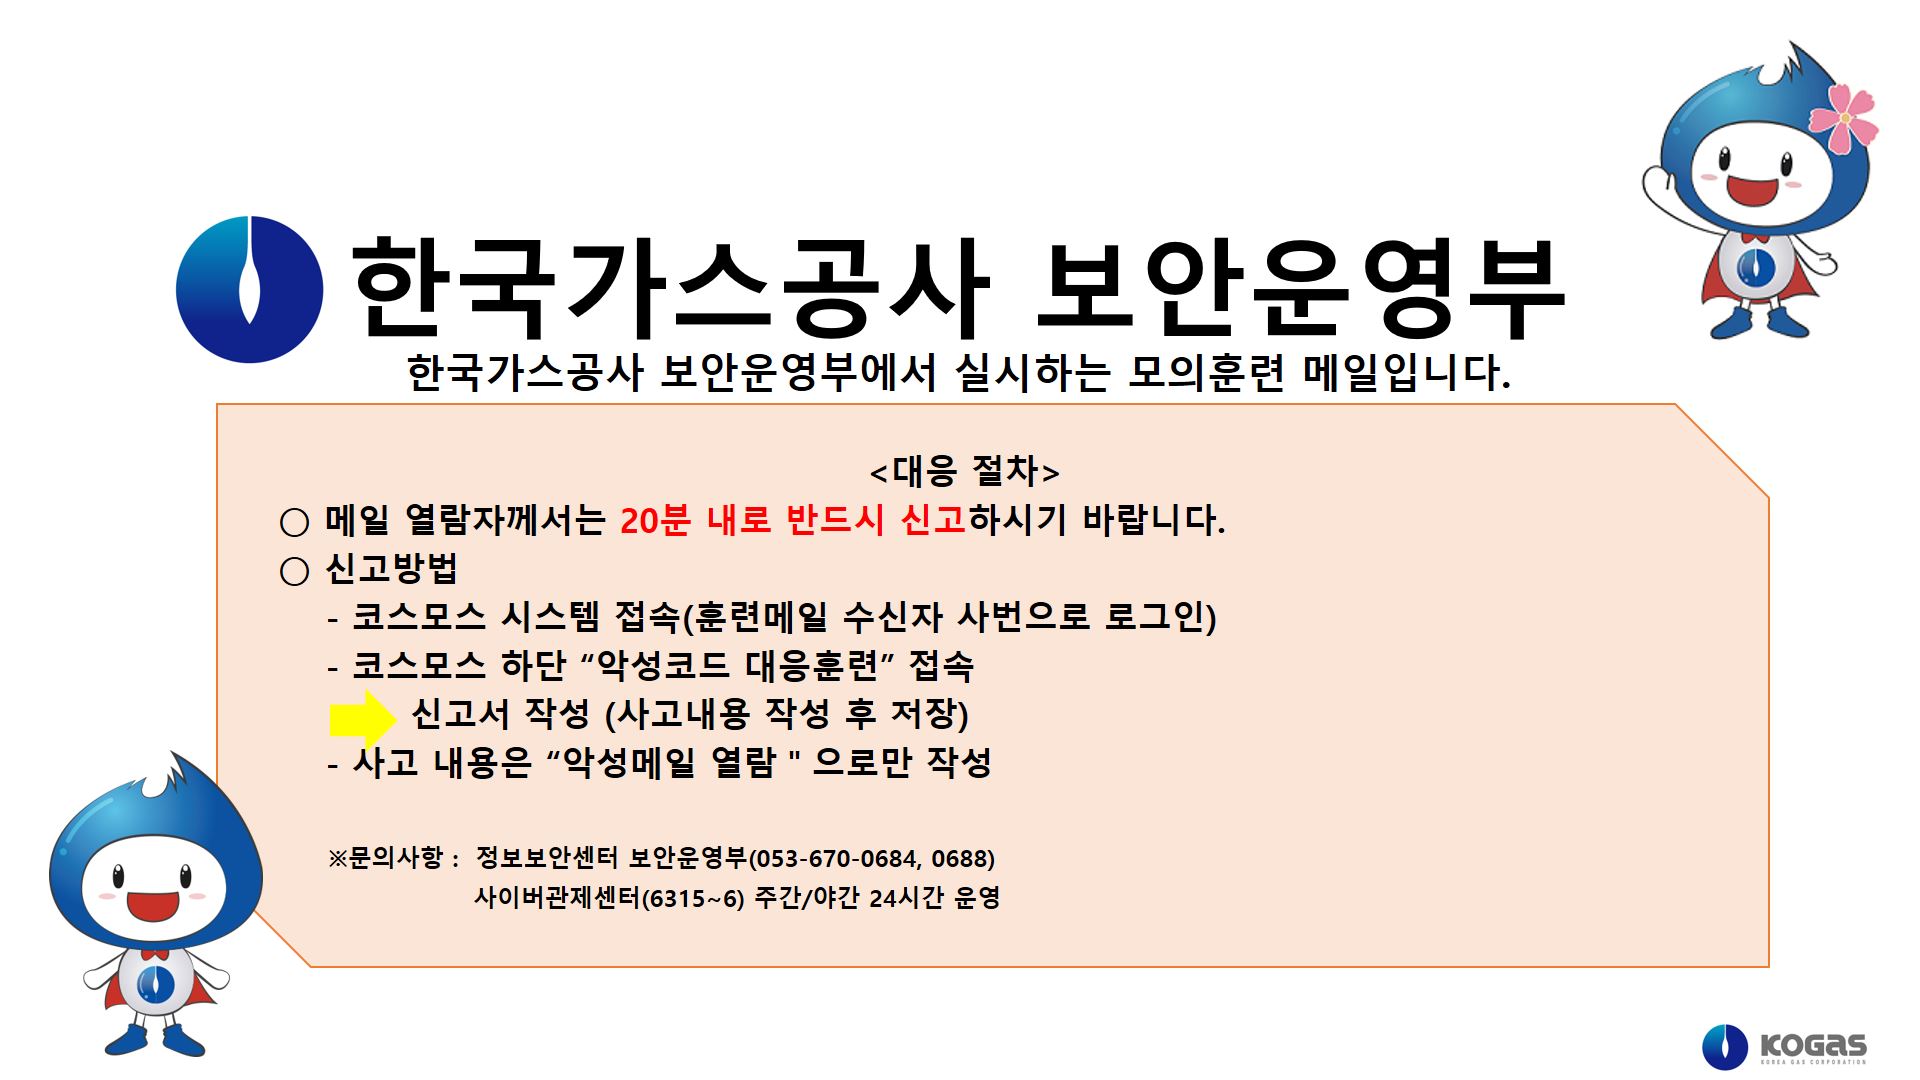 한국가스공사 보안운영부
한국가스공사 보안운영부에서 실시하는 모의훈련 메일입니다.
<대응 절차>
○ 메일 열람자께서는 20분 내로 반드시 신고하시기 바랍니다.
○ 신고방법
- 코스모스 시스템 접속(훈련메일 수신자 사번으로 로그인)
- 코스모스 하단 “악성코드 대응훈련” 접속
신고서 작성 (사고내용 작성 후 저장)
- 사고 내용은 “악성메일 열람 " 으로만 작성
※문의사항 : 정보보안센터 보안운영부(053-670-0684, 0688)
사이버관제센터(6315~6) 주간/야간 24시간 운영
KOGAS
KOREA GAS CORPORATION